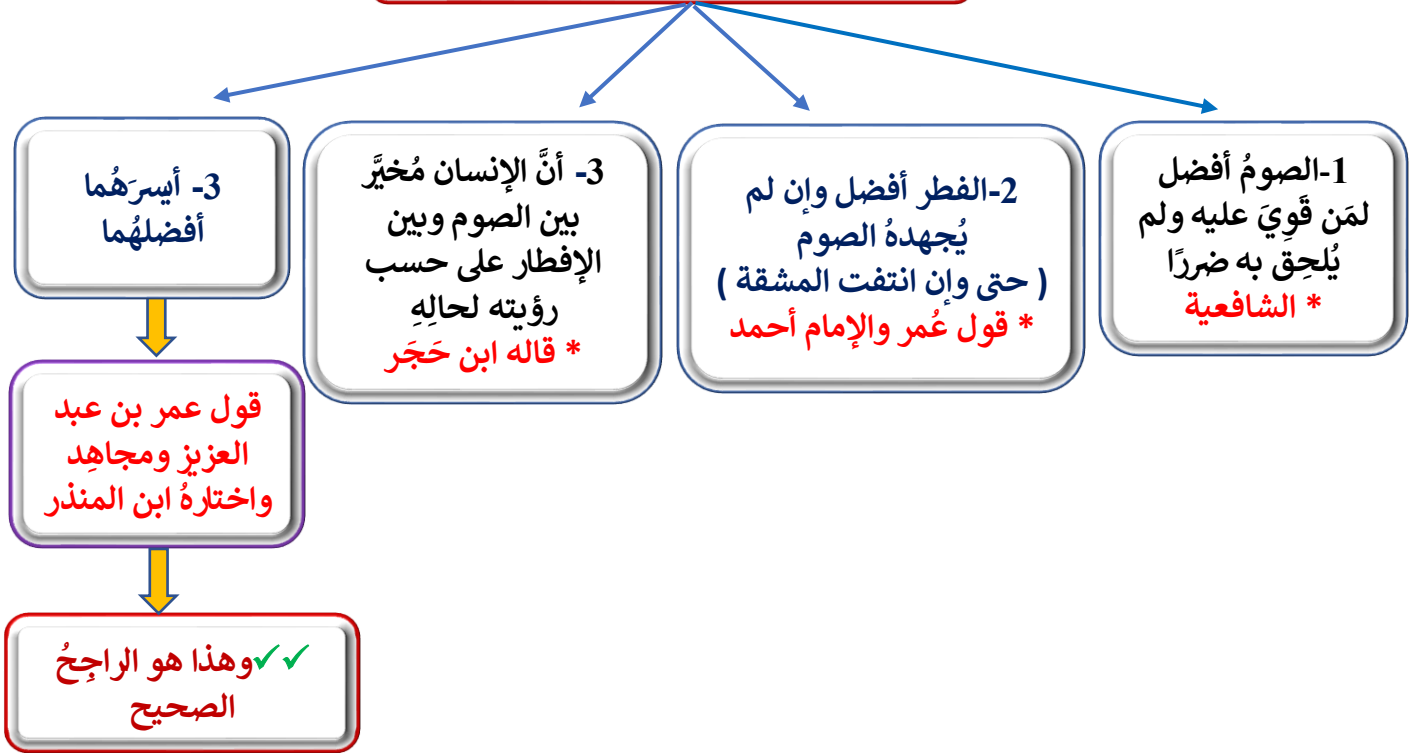 1-الصومُ أفضل
لمَن قَوِيَ عليه ولم
يُلحِق به ضررًا
* الشافعية
2-الفطر أفضل وإن لم
يُجهدهُ الصوم
( حتى وإن انتفت المشقة )
* قول عُمر والإمام أحمد
3- أنَّ الإنسان مُخيَّر
بين الصوم وبين
الإفطار على حسب
رؤيته لحالِهِ
* قاله ابن حَجَر
3- أيسرَهُما
أفضلهُما
قول عمر بن عبد
العزيز ومجاهِد
واختارهُ ابن المنذر
✓✓وهذا هو الراجِحُ
الصحيح